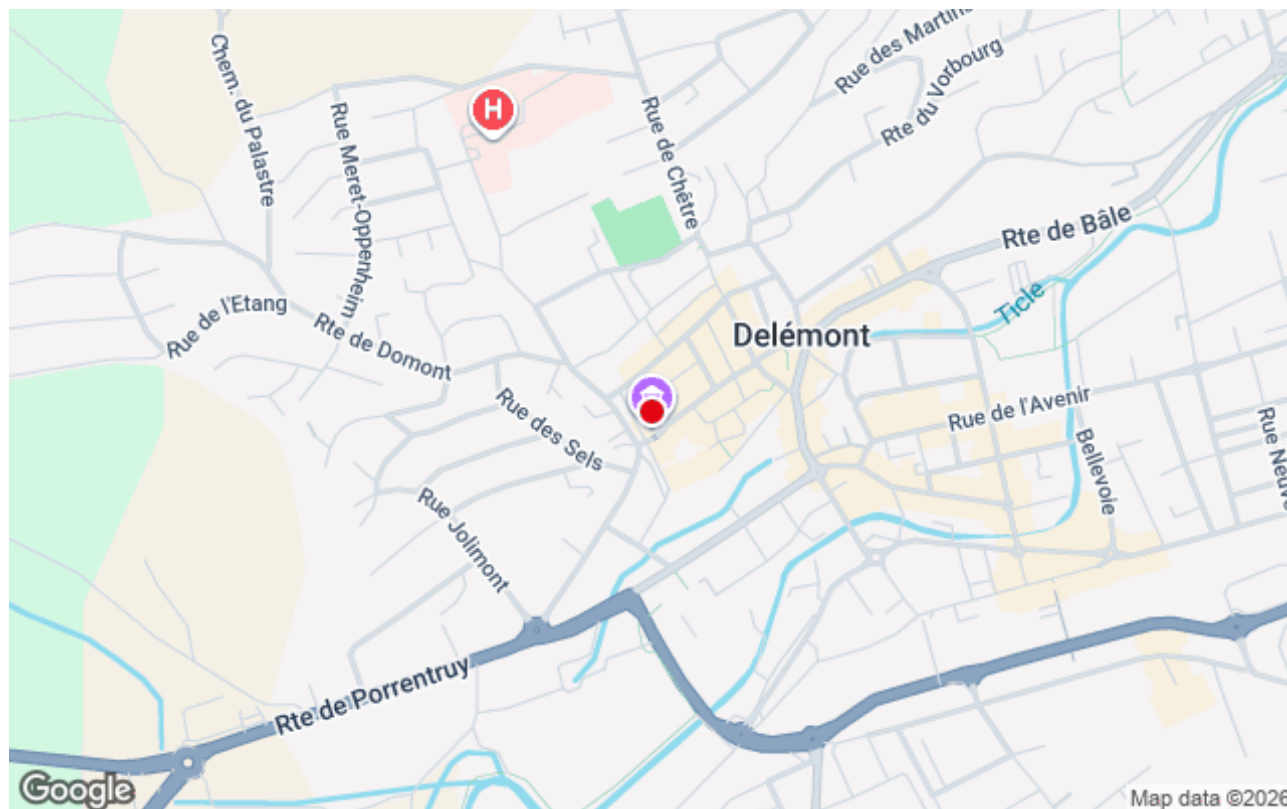 Rue des Martins
Chem. du Palastre
H
Rte du Vorbourg
Rue de Chêtre
Rue Meret-Oppenheim
Rte de Bâle
Ticle
Rue de l'Etang
Rte de Domont
Delémont
Rue des Sels
Rue de l'Avenir
Bellevoie
Rue Neuve
Rue Jolimont
Rte de Porrentruy
Google
Map data ©2026